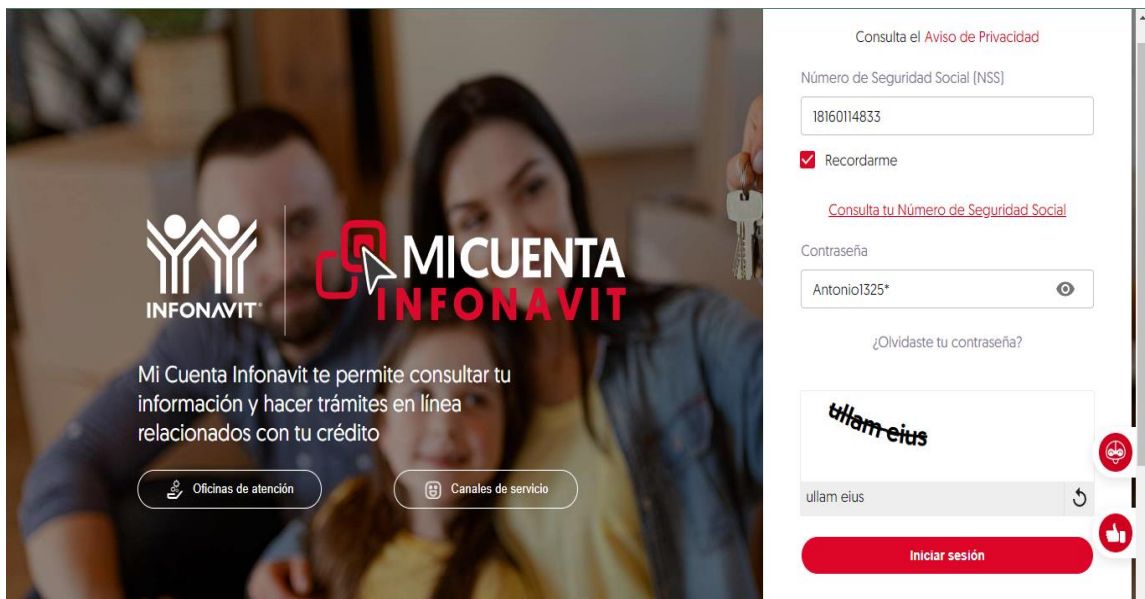 Consulta el Aviso de Privacidad
Número de Seguridad Social (NSS)
18160114833
Recordarme
Consulta tu Número de Seguridad Social
Contraseña
Antonio1325*
¿Olvidaste tu contraseña?
ullam eius
ullam eius
Iniciar sesión
INFONAVIT
MI CUENTA
INFONAVIT
Mi Cuenta Infonavit te permite consultar tu
información y hacer trámites en línea
relacionados con tu crédito
Oficinas de atención
Canales de servicio